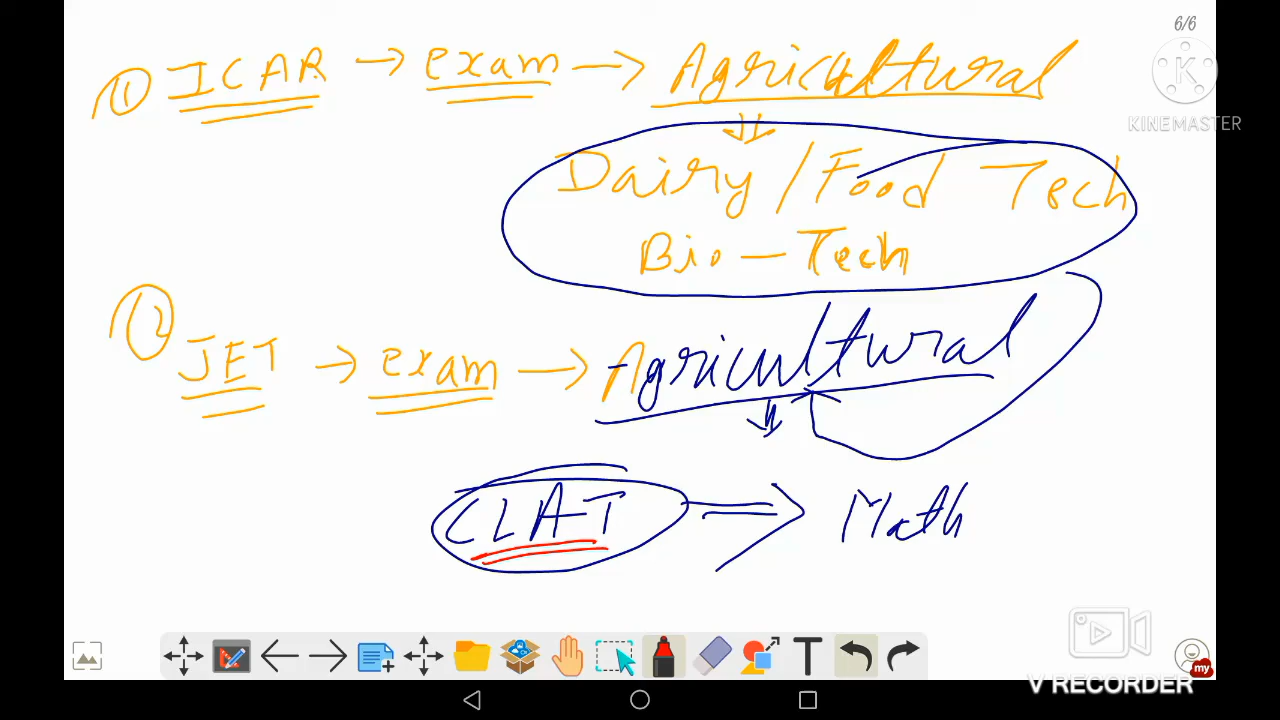 6/6
① ICAR → exam → Agricultural
K
KINEMASTER
Dairy / Food Tech
Bio - Tech
② JET → exam → Agricultural
CLAT ⇒ Math
T
my
V RECORDER